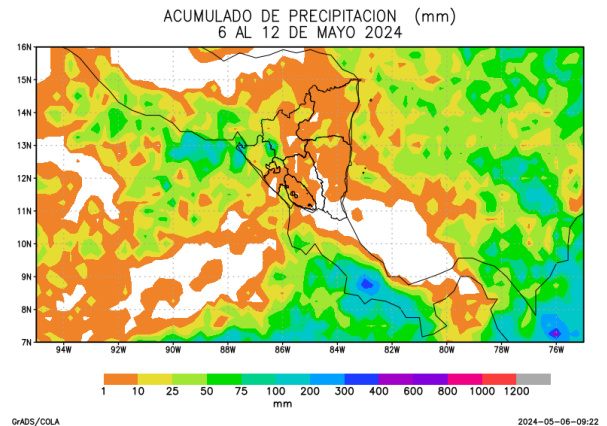 ACUMULADO DE PRECIPITACION (mm)
6 AL 12 DE MAYO 2024
16N
15N
14N
13N
12N
11N
10N
9N
8N
7N
94W 92W 90W 88W 86W 84W 82W 80W 78W 76W
1 10 25 50 75 100 200 300 400 600 800 1000 1200
mm
GrADS/COLA 2024-05-06-09:22